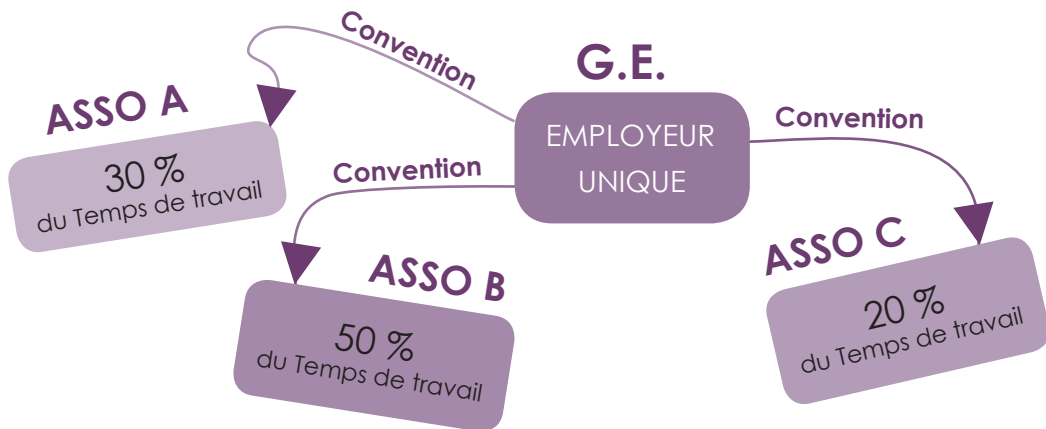 G.E.
EMPLOYEUR
UNIQUE
Convention
ASSO A
30 %
du Temps de travail
Convention
ASSO B
50 %
du Temps de travail
Convention
ASSO C
20 %
du Temps de travail